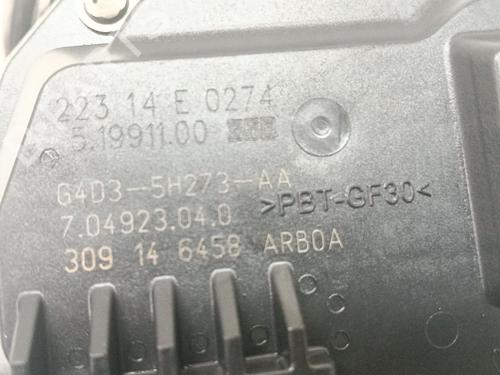 223 14 E 0274
5.19911.00
G4D3-5H273-AA
7.04923.04.0 >PBT-GF30<
309 14 6458 ARB0A